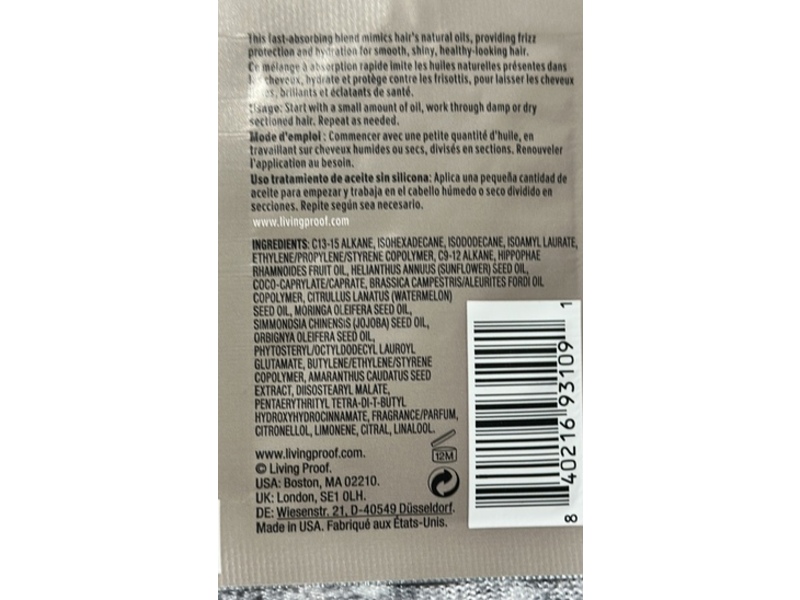 This fast-absorbing blend mimics hair's natural oils, providing frizz
protection and hydration for smooth, shiny, healthy-looking hair.
Ce mélange à absorption rapide imite les huiles naturelles présentes dans
cheveux, hydrate et protège contre les frisottis, pour laisser les cheveux
brillants et éclatants de santé.
Usage: Start with a small amount of oil, work through damp or dry
sectioned hair. Repeat as needed.
Mode d'emploi : Commencer avec une petite quantité d'huile, en
travaillant sur cheveux humides ou secs, divisés en sections. Renouveler
l'application au besoin.
Uso tratamiento de aceite sin silicona: Aplica una pequeña cantidad de
aceite para empezar y trabaja en el cabello húmedo o seco dividido en
secciones. Repite según sea necesario.
www.livingproof.com
INGREDIENTS: C13-15 ALKANE, ISOHEXADECANE, ISODODECANE, ISOAMYL LAURATE,
ETHYLENE/PROPYLENE/STYRENE COPOLYMER, C9-12 ALKANE, HIPPOPHAE
RHAMNOIDES FRUIT OIL, HELIANTHUS ANNUUS (SUNFLOWER) SEED OIL,
COCO-CAPRYLATE/CAPRATE, BRASSICA CAMPESTRIS/ALEURITES FORDI OIL
COPOLYMER, CITRULLUS LANATUS (WATERMELON)
SEED OIL, MORINGA OLEIFERA SEED OIL,
SIMMONDSIA CHINENSIS (JOJOBA) SEED OIL,
ORBIGNYA OLEIFERA SEED OIL,
PHYTOSTERYL/OCTYLDODECYL LAUROYL
GLUTAMATE, BUTYLENE/ETHYLENE/STYRENE
COPOLYMER, AMARANTHUS CAUDATUS SEED
EXTRACT, DIISOSTEARYL MALATE,
PENTAERYTHRITYL TETRA-DI-T-BUTYL
HYDROXYHYDROCINNAMATE, FRAGRANCE/PARFUM,
CITRONELLOL, LIMONENE, CITRAL, LINALOOL.
www.livingproof.com.
© Living Proof.
USA: Boston, MA 02210.
UK: London, SE1 0LH.
DE: Wiesenstr. 21, D-40549 Düsseldorf.
Made in USA. Fabriqué aux États-Unis.
12M
8 40216 93109 1